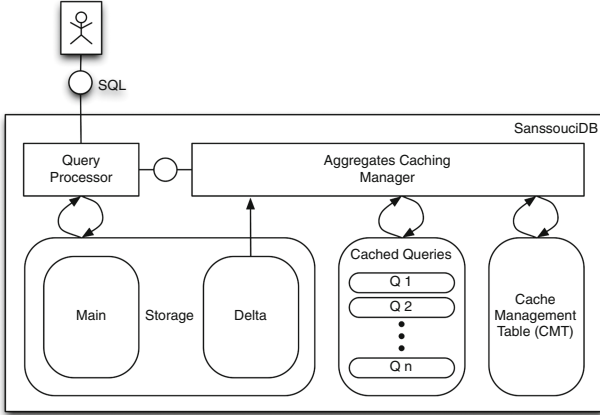 SQL
SanssouciDB
Query
Processor
Aggregates Caching
Manager
Main
Storage
Delta
Cached Queries
Q 1
Q 2
Q n
Cache
Management
Table (CMT)